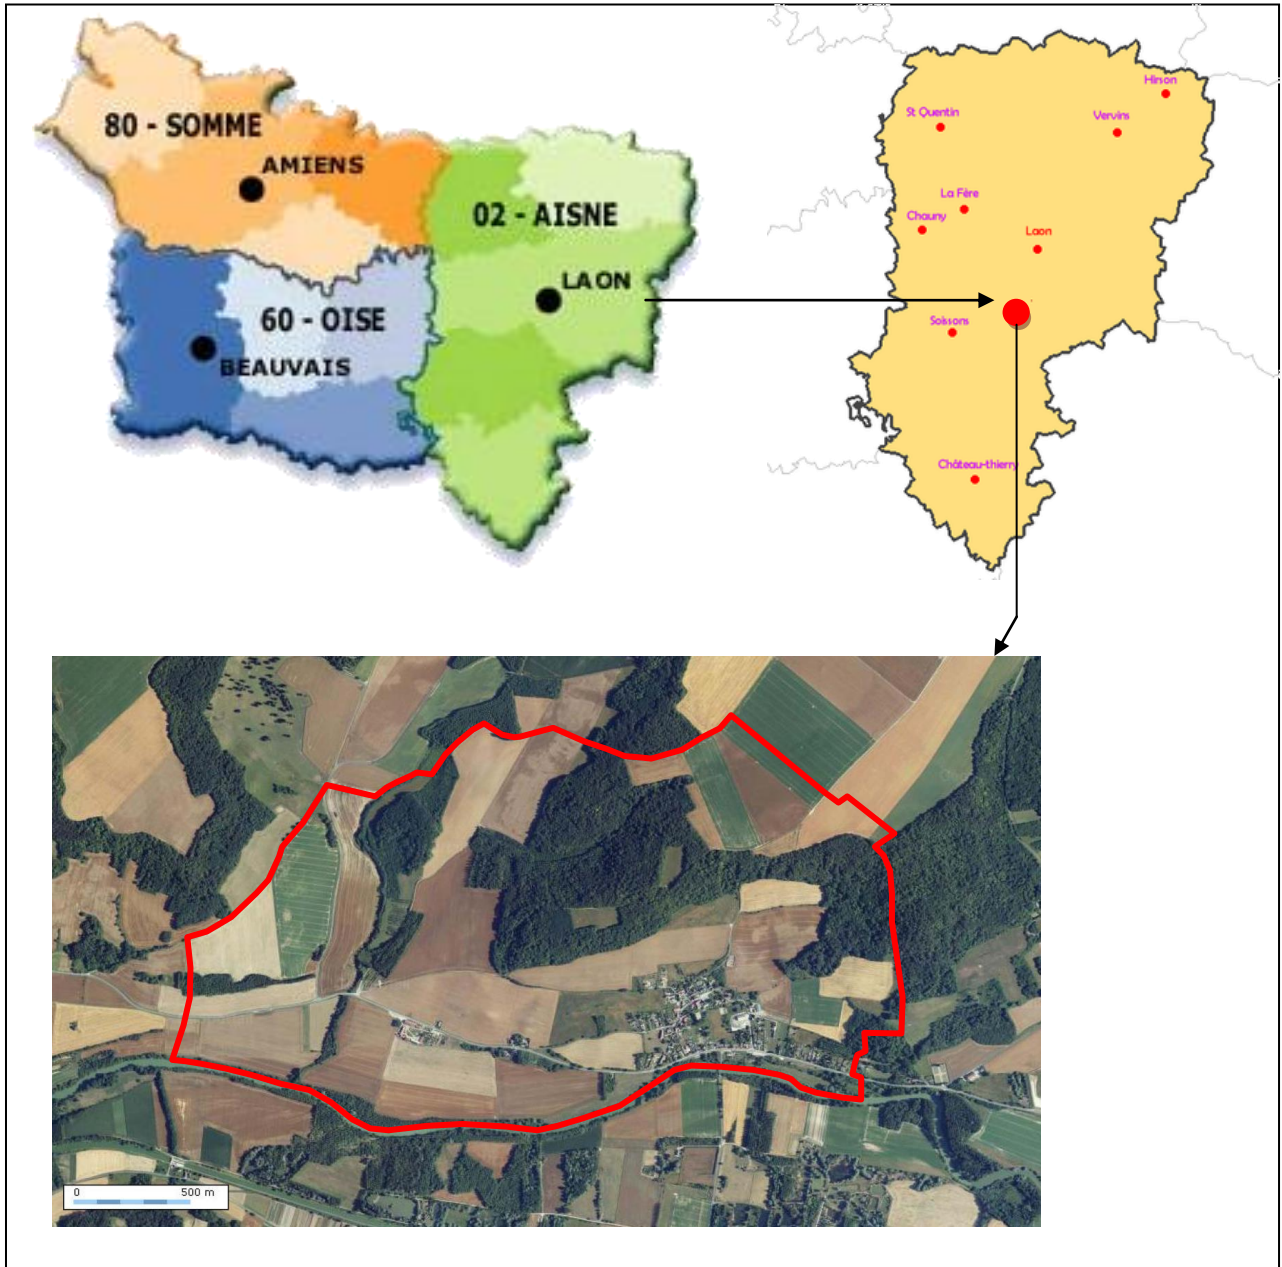 80 - SOMME
AMIENS
02 - AISNE
LAON
60 - OISE
BEAUVAIS
Hirson
St Quentin
Vervins
La Fère
Chauny
Laon
Soissons
Château-thierry
0 500 m